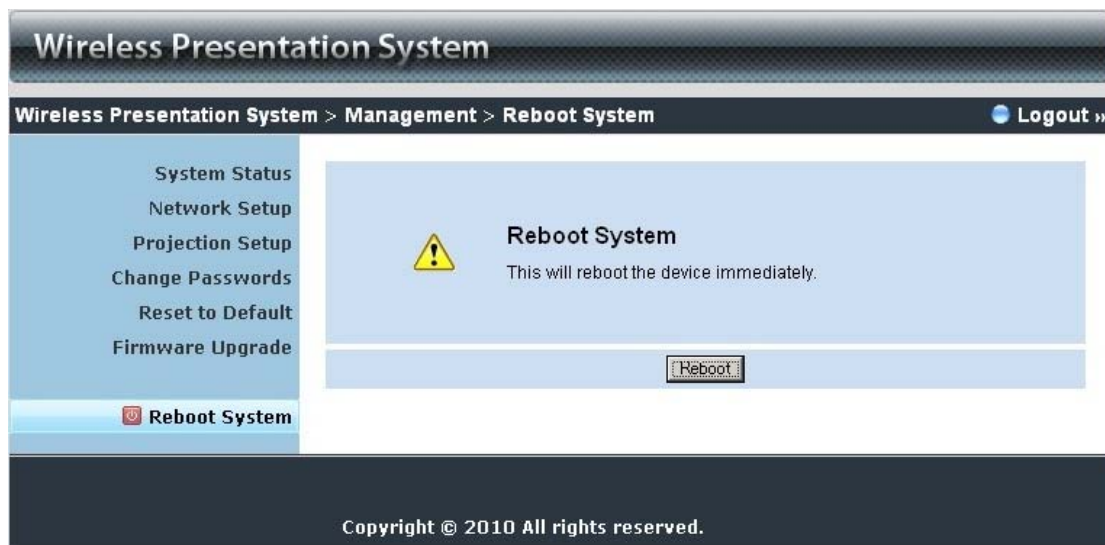 Wireless Presentation System
Wireless Presentation System > Management > Reboot System
Logout »
System Status
Network Setup
Projection Setup
Change Passwords
Reset to Default
Firmware Upgrade
Reboot System
Reboot System
This will reboot the device immediately.
Reboot
Copyright © 2010 All rights reserved.